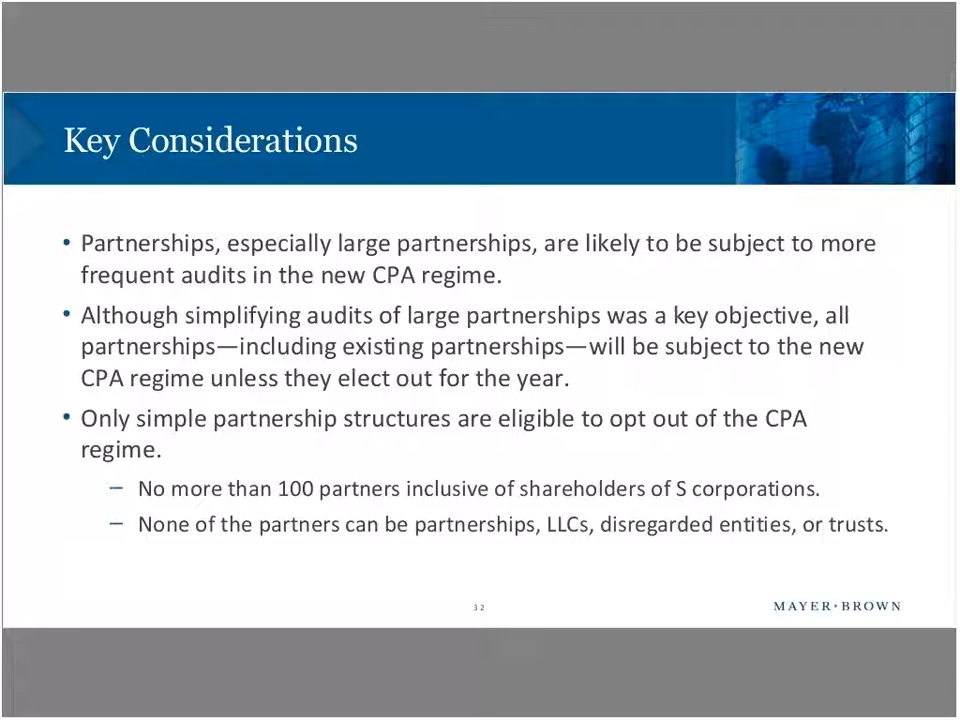 Key Considerations
• Partnerships, especially large partnerships, are likely to be subject to more
frequent audits in the new CPA regime.
• Although simplifying audits of large partnerships was a key objective, all
partnerships—including existing partnerships—will be subject to the new
CPA regime unless they elect out for the year.
• Only simple partnership structures are eligible to opt out of the CPA
regime.
– No more than 100 partners inclusive of shareholders of S corporations.
– None of the partners can be partnerships, LLCs, disregarded entities, or trusts.
32
MAYER•BROWN